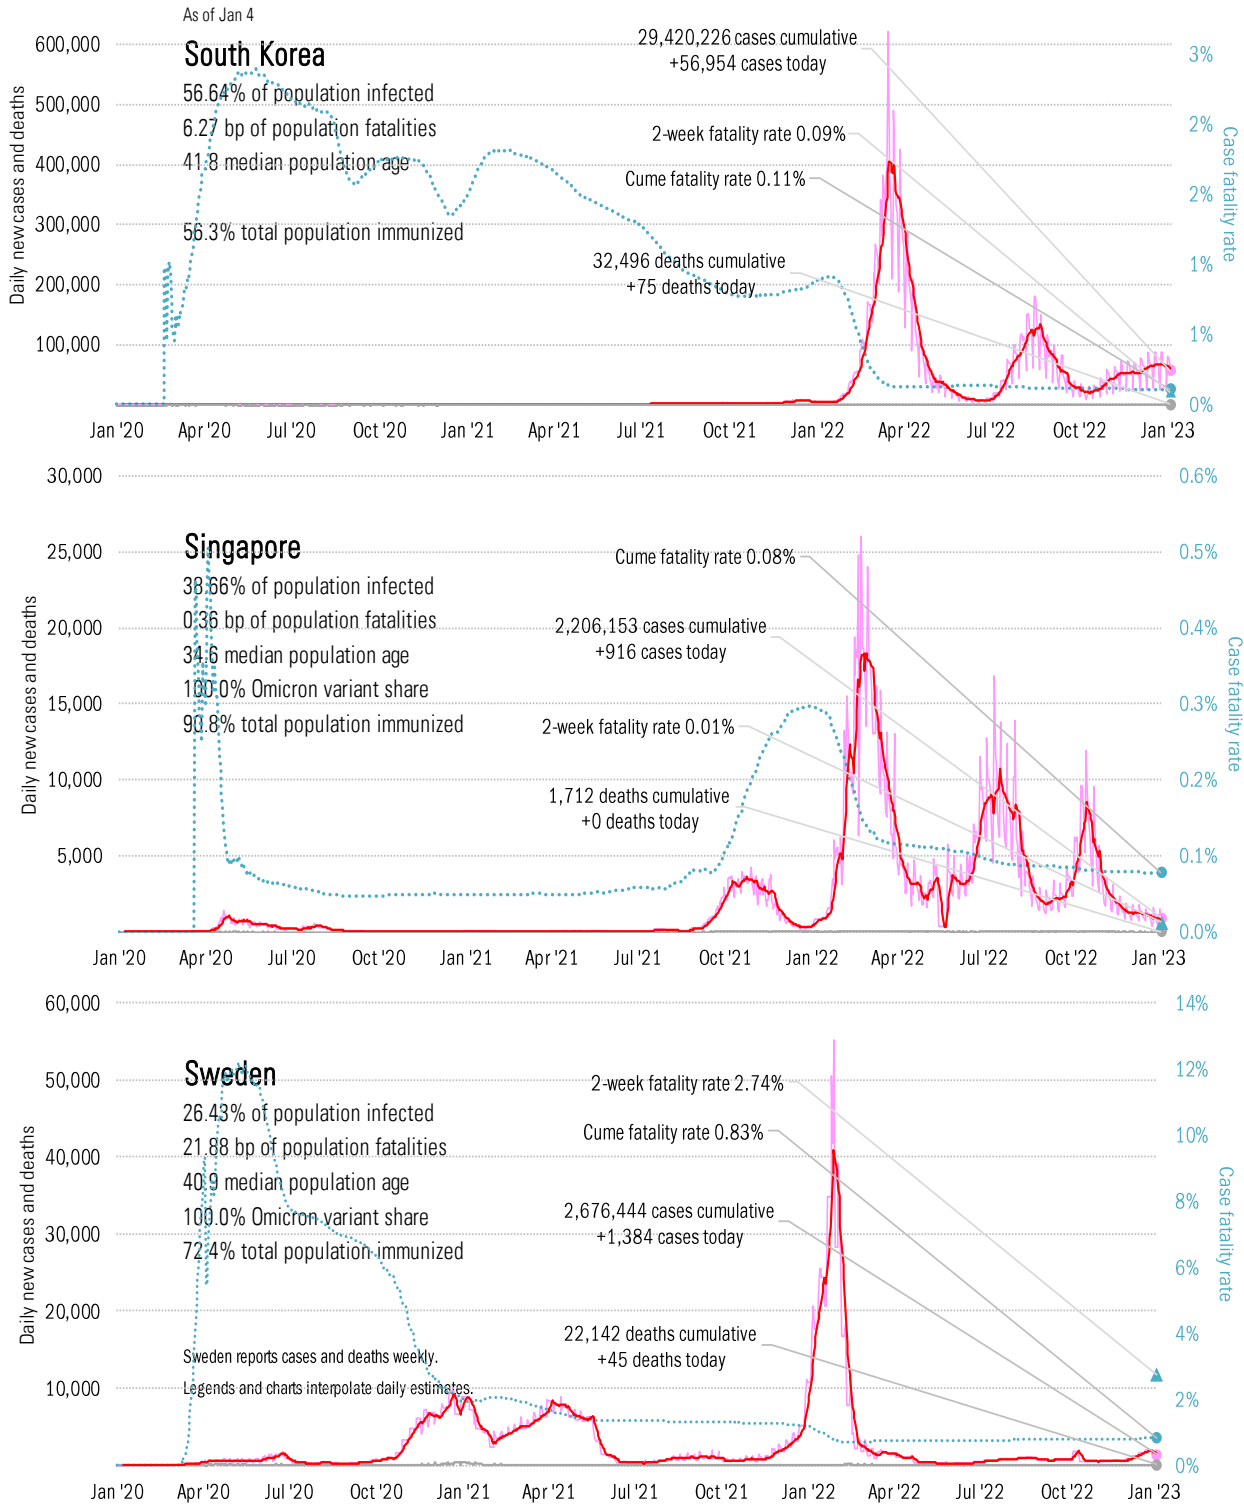 As of Jan 4
South Korea
56.64% of population infected
6.27 bp of population fatalities
41.8 median population age
56.3% total population immunized
29,420,226 cases cumulative
+56,954 cases today
2-week fatality rate 0.09%
Cume fatality rate 0.11%
32,496 deaths cumulative
+75 deaths today
Daily new cases and deaths
600,000
500,000
400,000
300,000
200,000
100,000
3%
2%
2%
1%
1%
0%
Case fatality rate
Jan '20 Apr '20 Jul '20 Oct '20 Jan '21 Apr '21 Jul '21 Oct '21 Jan '22 Apr '22 Jul '22 Oct '22 Jan '23
Singapore
38.66% of population infected
0.36 bp of population fatalities
34.6 median population age
100.0% Omicron variant share
90.8% total population immunized
Cume fatality rate 0.08%
2,206,153 cases cumulative
+916 cases today
2-week fatality rate 0.01%
1,712 deaths cumulative
+0 deaths today
Daily new cases and deaths
30,000
25,000
20,000
15,000
10,000
5,000
0.6%
0.5%
0.4%
0.3%
0.2%
0.1%
0.0%
Case fatality rate
Jan '20 Apr '20 Jul '20 Oct '20 Jan '21 Apr '21 Jul '21 Oct '21 Jan '22 Apr '22 Jul '22 Oct '22 Jan '23
Sweden
26.43% of population infected
21.88 bp of population fatalities
40.9 median population age
100.0% Omicron variant share
72.4% total population immunized
Sweden reports cases and deaths weekly.
Legends and charts interpolate daily estimates.
2-week fatality rate 2.74%
Cume fatality rate 0.83%
2,676,444 cases cumulative
+1,384 cases today
22,142 deaths cumulative
+45 deaths today
Daily new cases and deaths
60,000
50,000
40,000
30,000
20,000
10,000
14%
12%
10%
8%
6%
4%
2%
0%
Case fatality rate
Jan '20 Apr '20 Jul '20 Oct '20 Jan '21 Apr '21 Jul '21 Oct '21 Jan '22 Apr '22 Jul '22 Oct '22 Jan '23